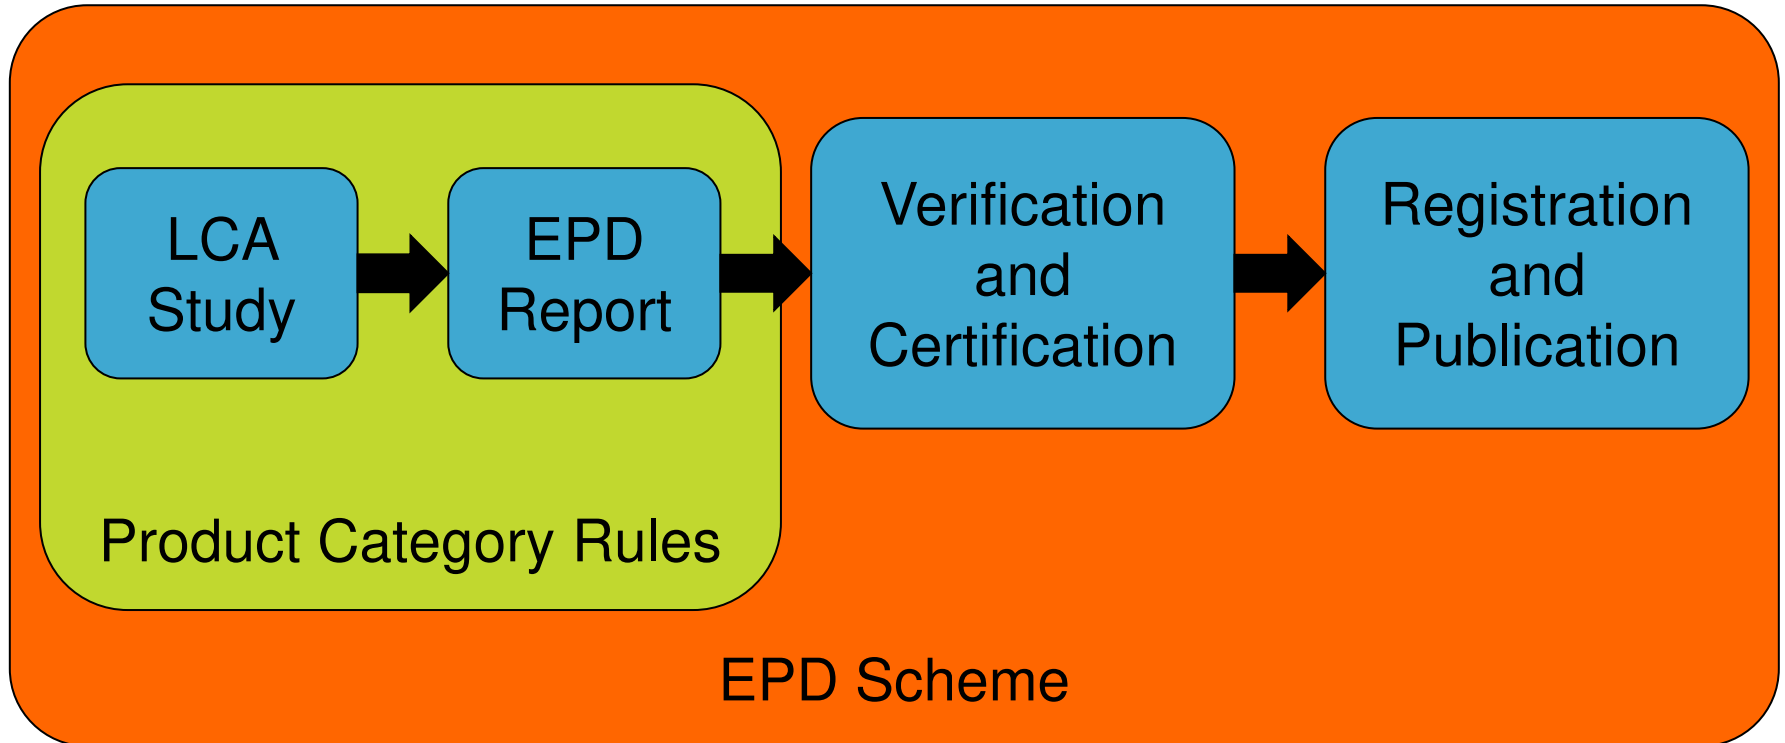 LCA
Study
EPD
Report
Verification
and
Certification
Registration
and
Publication
Product Category Rules
EPD Scheme